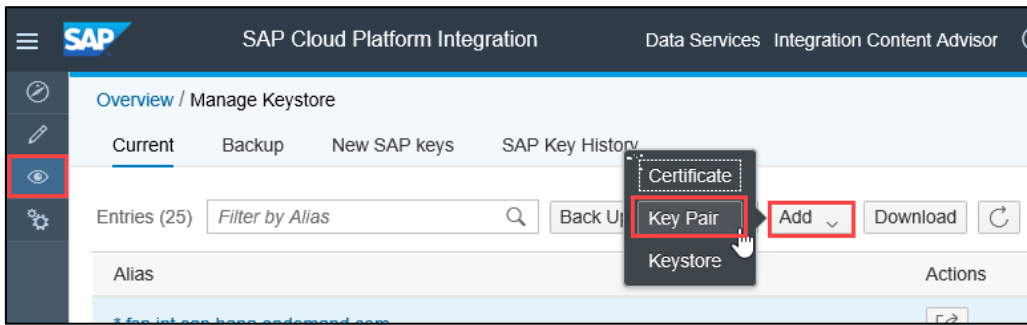 SAP SAP Cloud Platform Integration Data Services Integration Content Advisor
Overview / Manage Keystore
Current Backup New SAP keys SAP Key History
Certificate
Entries (25) Filter by Alias Back Up Key Pair Add Download
Keystore
Alias Actions